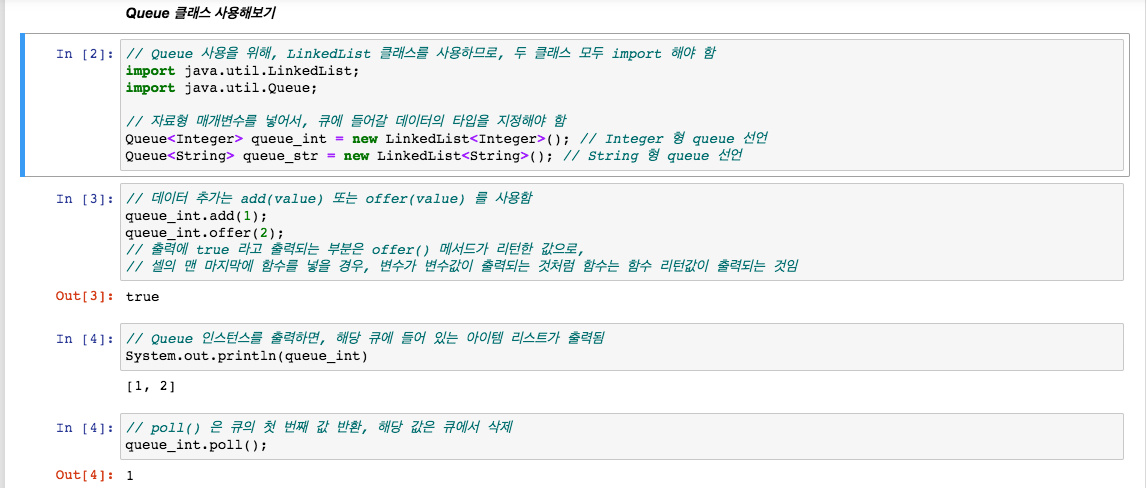 Queue 클래스 사용해보기
In [2]: // Queue 사용을 위해, LinkedList 클래스를 사용하므로, 두 클래스 모두 import 해야 함
import java.util.LinkedList;
import java.util.Queue;
// 자료형 매개변수를 넣어서, 큐에 들어갈 데이터의 타입을 지정해야 함
Queue<Integer> queue_int = new LinkedList<Integer>(); // Integer 형 queue 선언
Queue<String> queue_str = new LinkedList<String>(); // String 형 queue 선언
In [3]: // 데이터 추가는 add(value) 또는 offer(value) 를 사용함
queue_int.add(1);
queue_int.offer(2);
// 출력에 true 라고 출력되는 부분은 offer() 메서드가 리턴한 값으로,
// 셀의 맨 마지막에 함수를 넣을 경우, 변수가 변수값이 출력되는 것처럼 함수는 함수 리턴값이 출력되는 것임
Out[3]: true
In [4]: // Queue 인스턴스를 출력하면, 해당 큐에 들어 있는 아이템 리스트가 출력됨
System.out.println(queue_int)
[1, 2]
In [4]: // poll() 은 큐의 첫 번째 값 반환, 해당 값은 큐에서 삭제
queue_int.poll();
Out[4]: 1